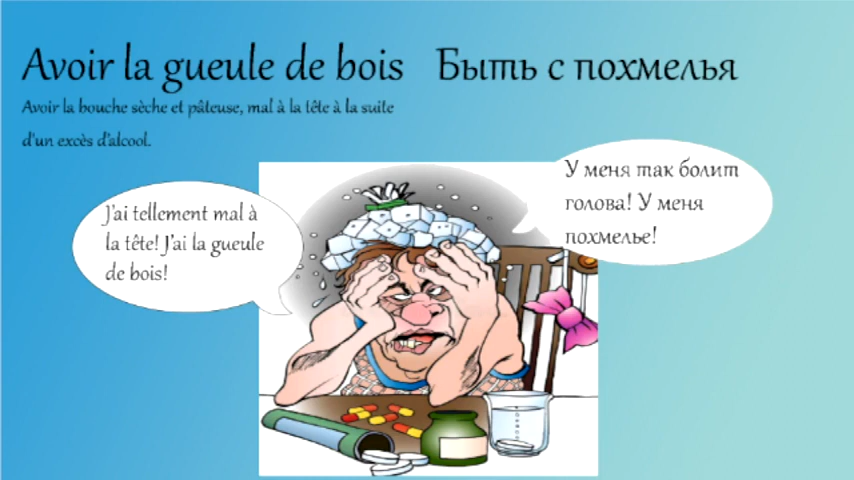 Avoir la gueule de bois Быть с похмелья
Avoir la bouche sèche et pâteuse, mal à la tête à la suite
d'un excès d'alcool.
J'ai tellement mal à
la tête! J'ai la gueule
de bois!
У меня так болит
голова! У меня
похмелье!